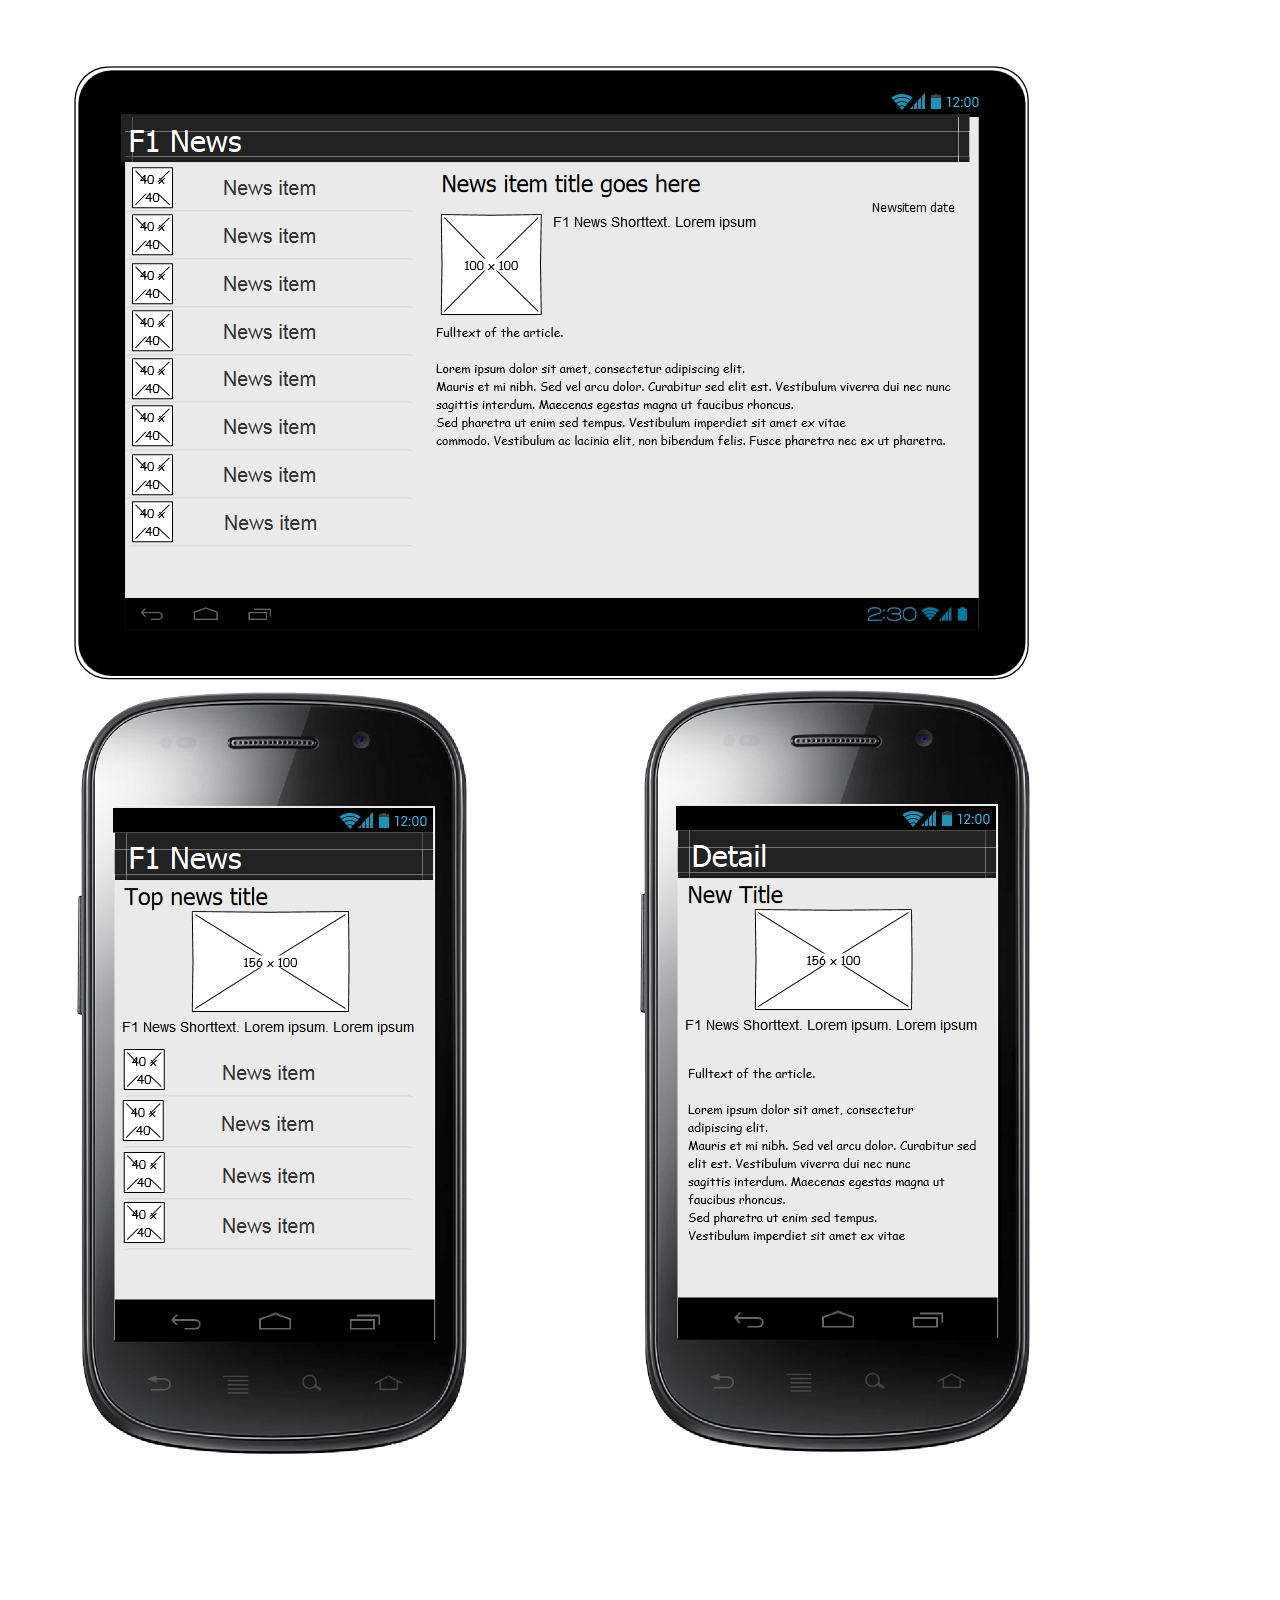 12:00
F1 News
40 x
40
News item
40 x
40
News item
40 x
40
News item
40 x
40
News item
40 x
40
News item
40 x
40
News item
40 x
40
News item
40 x
40
News item
News item title goes here
Newsitem date
100 x 100
F1 News Shorttext. Lorem ipsum
Fulltext of the article.
Lorem ipsum dolor sit amet, consectetur adipiscing elit.
Mauris et mi nibh. Sed vel arcu dolor. Curabitur sed elit est. Vestibulum viverra dui nec nunc
sagittis interdum. Maecenas egestas magna ut faucibus rhoncus.
Sed pharetra ut enim sed tempus. Vestibulum imperdiet sit amet ex vitae
commodo. Vestibulum ac lacinia elit, non bibendum felis. Fusce pharetra nec ex ut pharetra.
2:30
12:00
F1 News
Top news title
156 x 100
F1 News Shorttext. Lorem ipsum. Lorem ipsum
40 x
40
News item
40 x
40
News item
40 x
40
News item
40 x
40
News item
12:00
Detail
New Title
156 x 100
F1 News Shorttext. Lorem ipsum. Lorem ipsum
Fulltext of the article.
Lorem ipsum dolor sit amet, consectetur
adipiscing elit.
Mauris et mi nibh. Sed vel arcu dolor. Curabitur sed
elit est. Vestibulum viverra dui nec nunc
sagittis interdum. Maecenas egestas magna ut
faucibus rhoncus.
Sed pharetra ut enim sed tempus.
Vestibulum imperdiet sit amet ex vitae